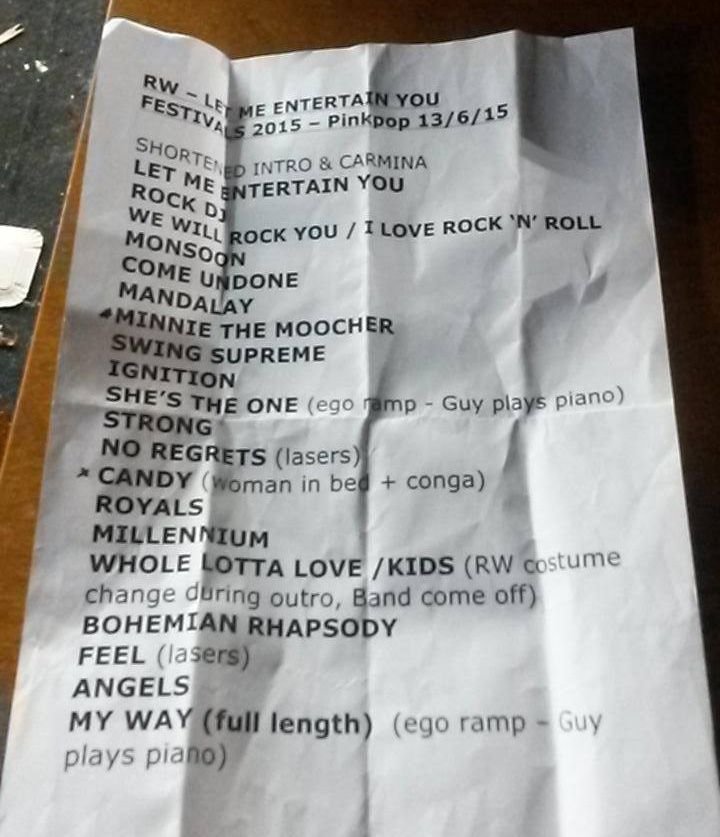 RW – LET ME ENTERTAIN YOU
FESTIVALS 2015 – Pinkpop 13/6/15
SHORTENED INTRO & CARMINA
LET ME ENTERTAIN YOU
ROCK DJ
WE WILL ROCK YOU / I LOVE ROCK 'N' ROLL
MONSOON
COME UNDONE
MANDALAY
MINNIE THE MOOCHER
SWING SUPREME
IGNITION
SHE'S THE ONE (ego ramp - Guy plays piano)
STRONG
NO REGRETS (lasers)
* CANDY (woman in bed + conga)
ROYALS
MILLENNIUM
WHOLE LOTTA LOVE /KIDS (RW costume
change during outro, Band come off)
BOHEMIAN RHAPSODY
FEEL (lasers)
ANGELS
MY WAY (full length) (ego ramp – Guy
plays piano)